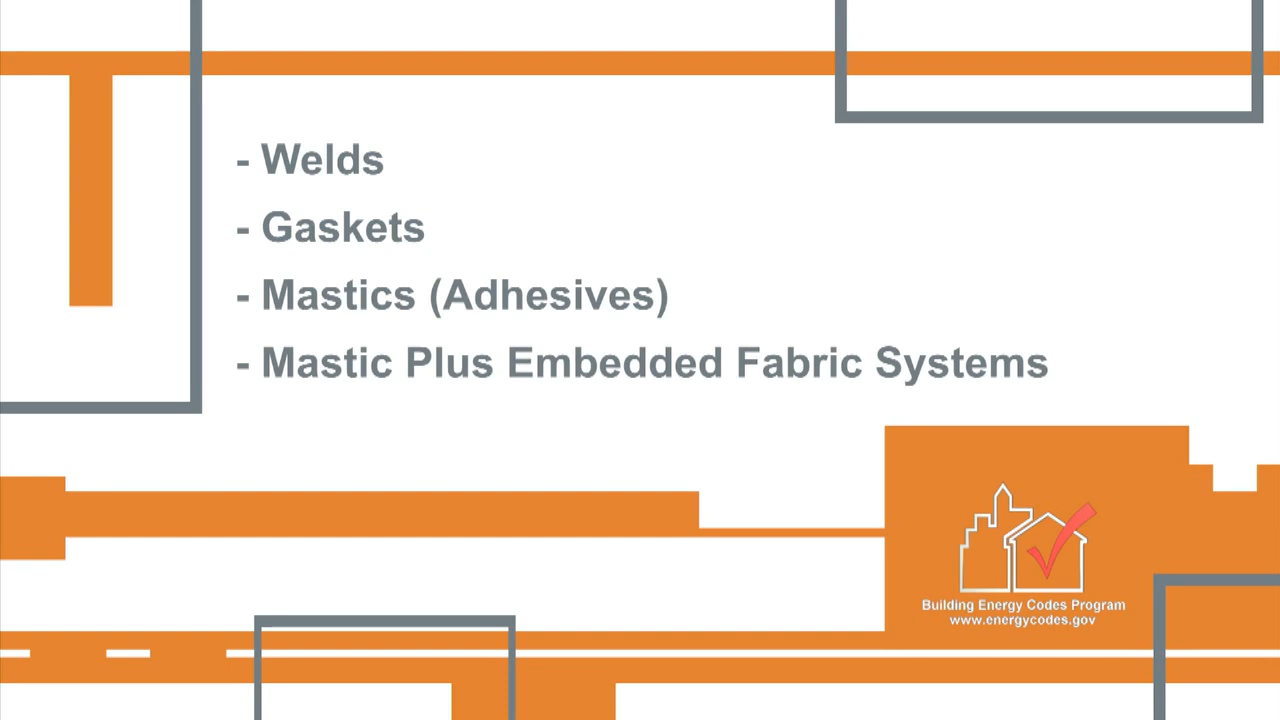 - Welds
- Gaskets
- Mastics (Adhesives)
- Mastic Plus Embedded Fabric Systems
Building Energy Codes Program
www.energycodes.gov